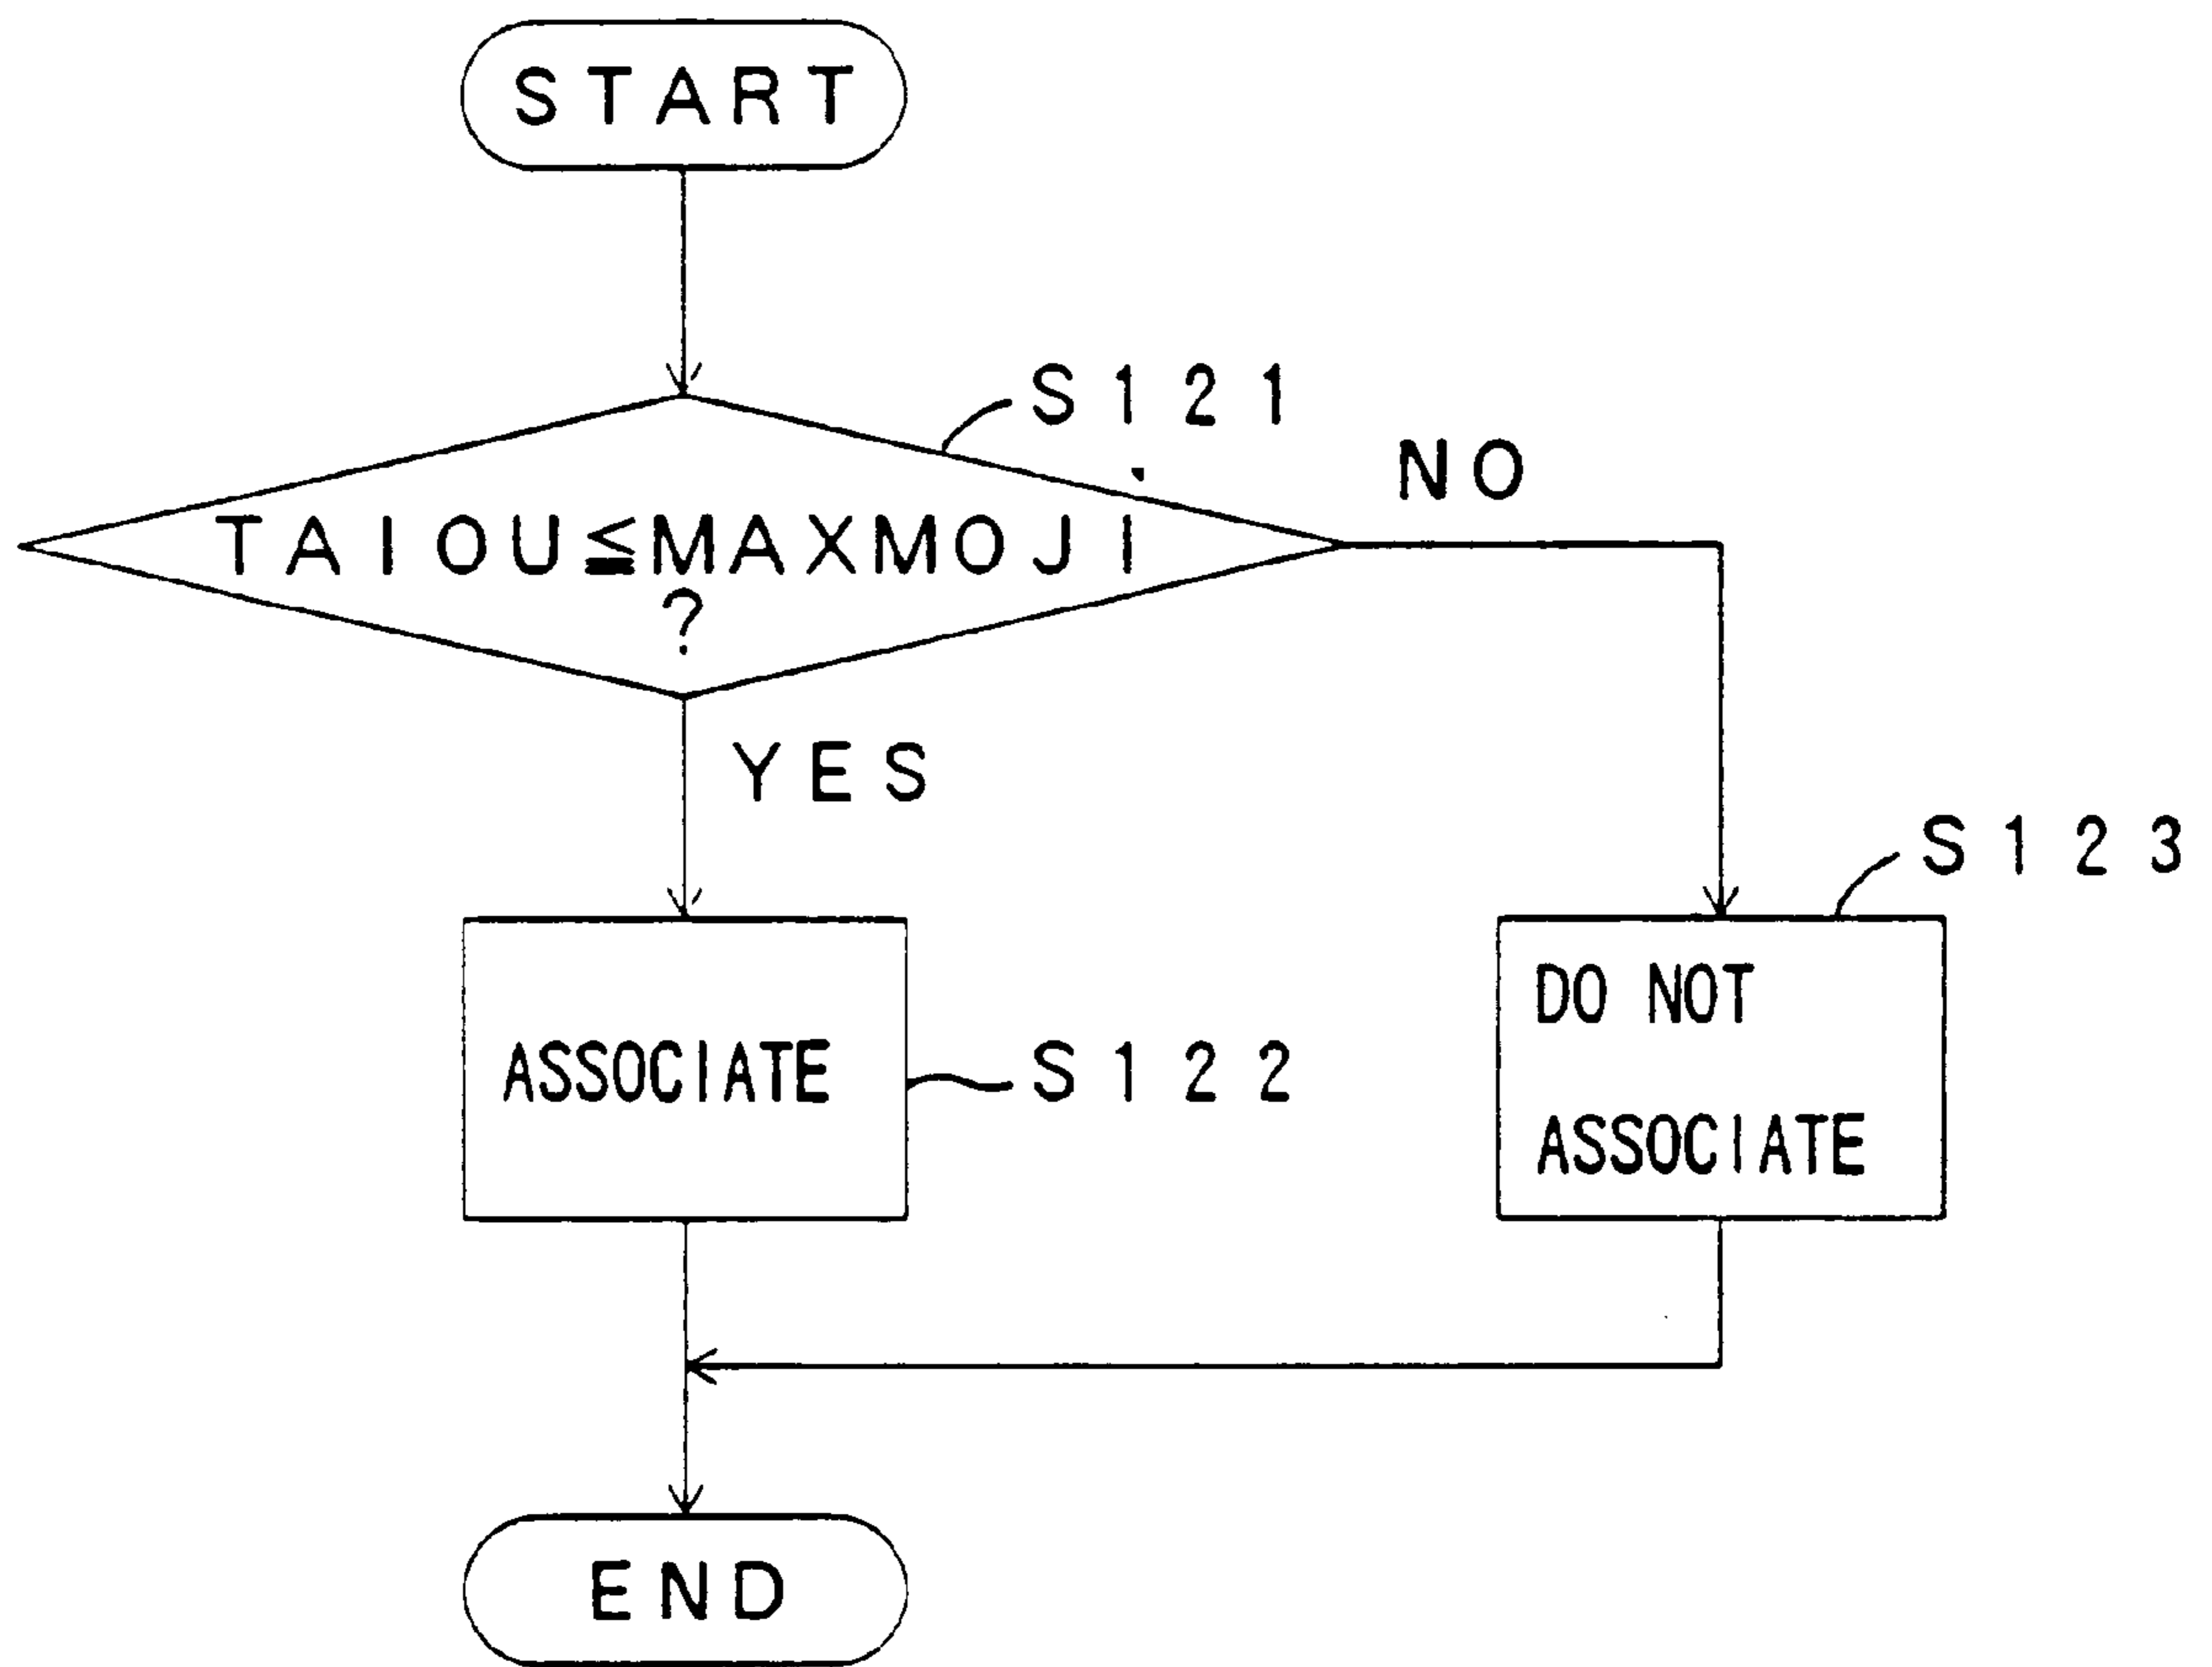 START
S121
NO
TAIOU≦MAXMOJI
?
YES
S123
DO NOT
ASSOCIATE
ASSOCIATE
S122
END